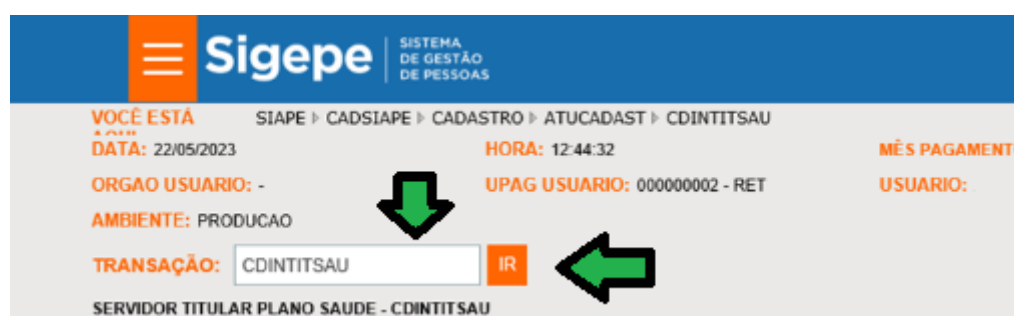 Sigepe
SISTEMA
DE GESTÃO
DE PESSOAS
VOCÊ ESTÁ SIAPE CADSIAPE CADASTRO ATUCADAST CDINTITSAU
DATA: 22/05/2023 HORA: 12:44:32 MÊS PAGAMENT
ORGAO USUARIO: - UPAG USUARIO: 000000002 - RET USUARIO:
AMBIENTE: PRODUCAO
TRANSAÇÃO: CDINTITSAU IR
SERVIDOR TITULAR PLANO SAUDE - CDINTITSAU